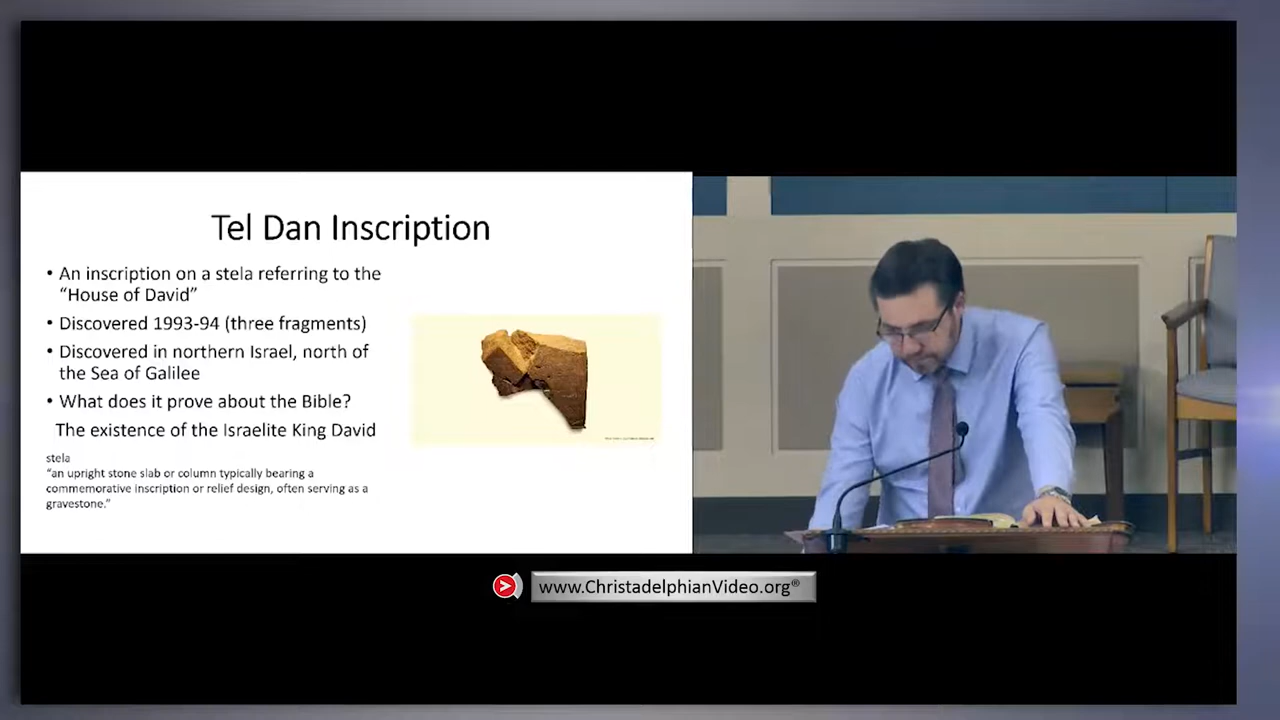 Tel Dan Inscription
• An inscription on a stela referring to the
“House of David”
• Discovered 1993-94 (three fragments)
• Discovered in northern Israel, north of
the Sea of Galilee
• What does it prove about the Bible?
The existence of the Israelite King David
stela
“an upright stone slab or column typically bearing a
commemorative inscription or relief design, often serving as a
gravestone.”
www.ChristadelphianVideo.org®